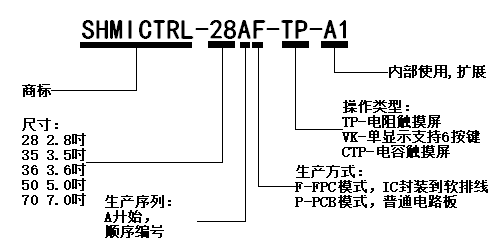 SHMICTRL-28AF-TP-A1
内部使用,扩展
商标
操作类型：
TP-电阻触摸屏
VK-单显示支持6按键
CTP-电容触摸屏
尺寸：
28 2.8吋
35 3.5吋
36 3.6吋
50 5.0吋
70 7.0吋
生产方式：
F-FPC模式，IC封装到软排线
P-PCB模式，普通电路板
生产序列：
A开始，
顺序编号